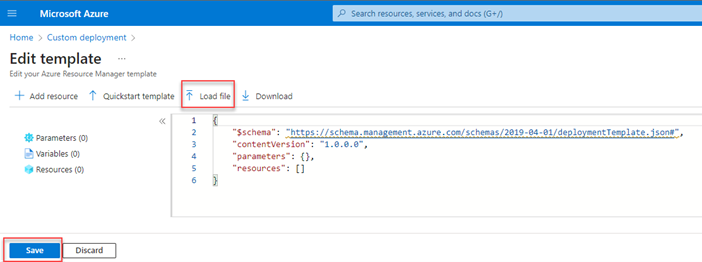 Microsoft Azure
Search resources, services, and docs (G+/)
Home > Custom deployment >
Edit template ...
Edit your Azure Resource Manager template
Add resource Quickstart template Load file Download
Parameters (0)
Variables (0)
Resources (0)
1 {
2 "$schema": "https://schema.management.azure.com/schemas/2019-04-01/deploymentTemplate.json#",
3 "contentVersion": "1.0.0.0",
4 "parameters": {},
5 "resources": []
6 }
Save Discard